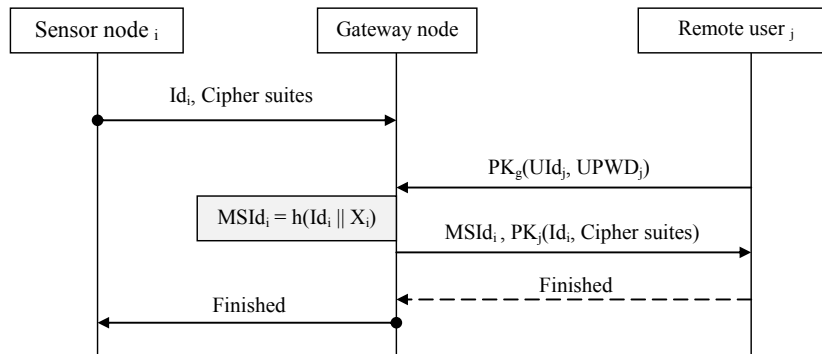 Sensor node i
Gateway node
Remote user j
Idi, Cipher suites
PKg(UIdj, UPWDj)
MSIdi = h(Idi || Xi)
MSIdi , PKj(Idi, Cipher suites)
Finished
Finished